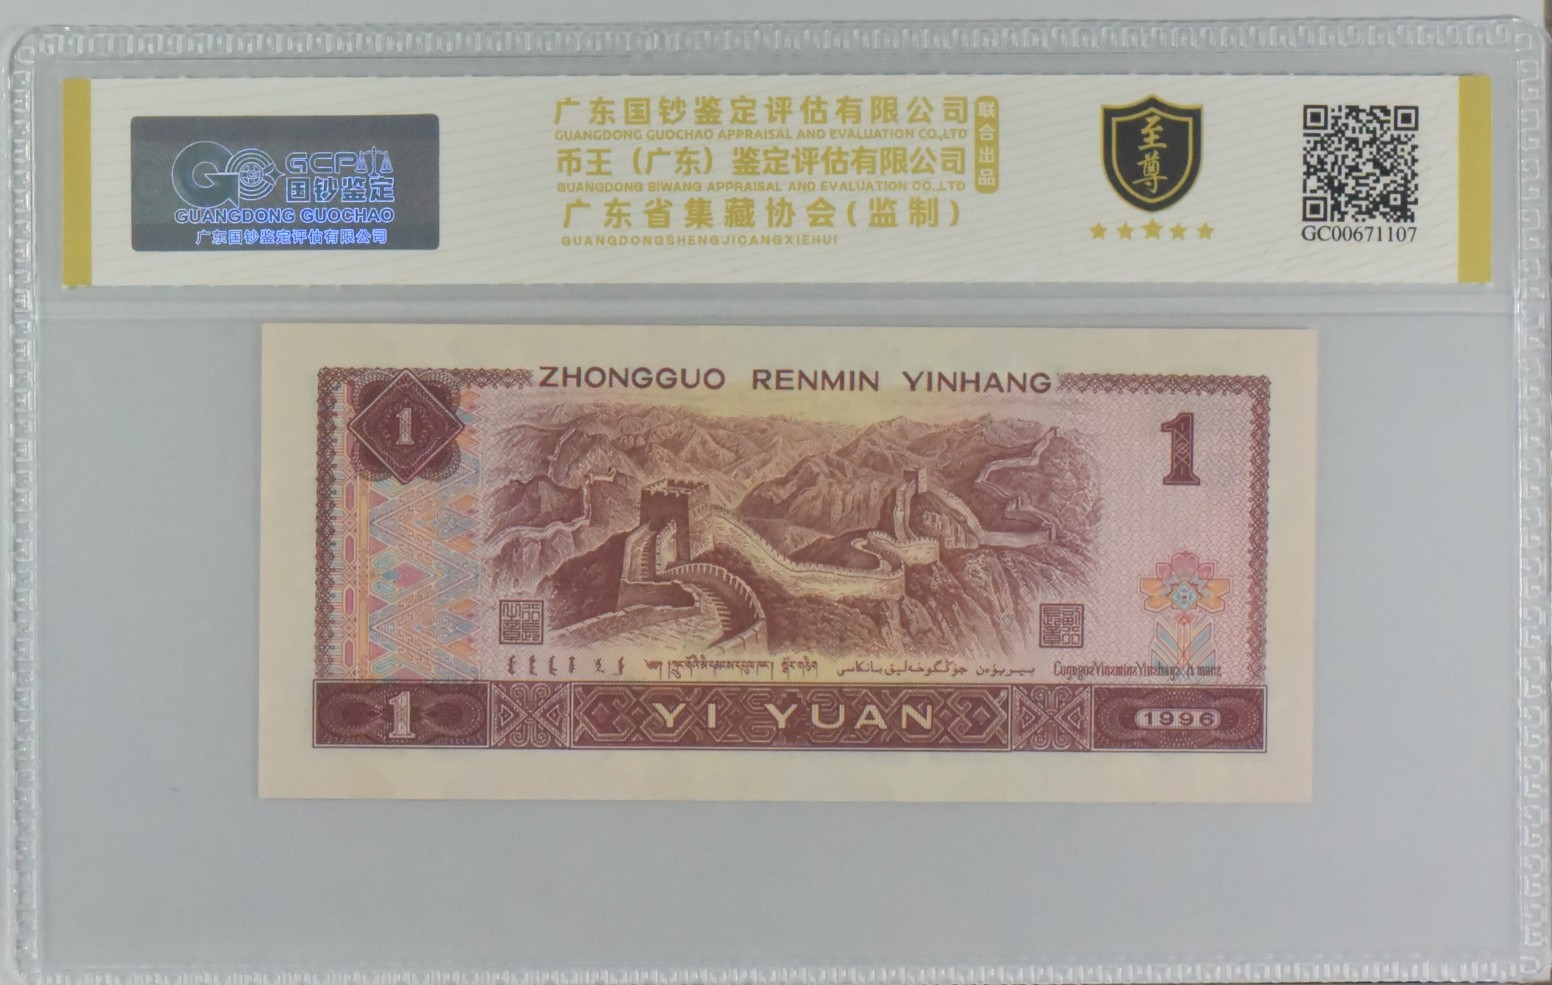 GCP
国钞鉴定
GUANGDONG GUOCHAO
广东国钞鉴定评估有限公司
广东国钞鉴定评估有限公司
GUANGDONG GUOCHAO APPRAISAL AND EVALUATION CO.,LTD
币王（广东）鉴定评估有限公司
GUANGDONG BIWANG APPRAISAL AND EVALUATION CO.,LTD
广东省集藏协会(监制)
GUANGDONGSHENGJICANGXIEHUI
联合出品
至尊
GC00671107
ZHONGGUO RENMIN YINHANG
1
1
1
YI YUAN
1996